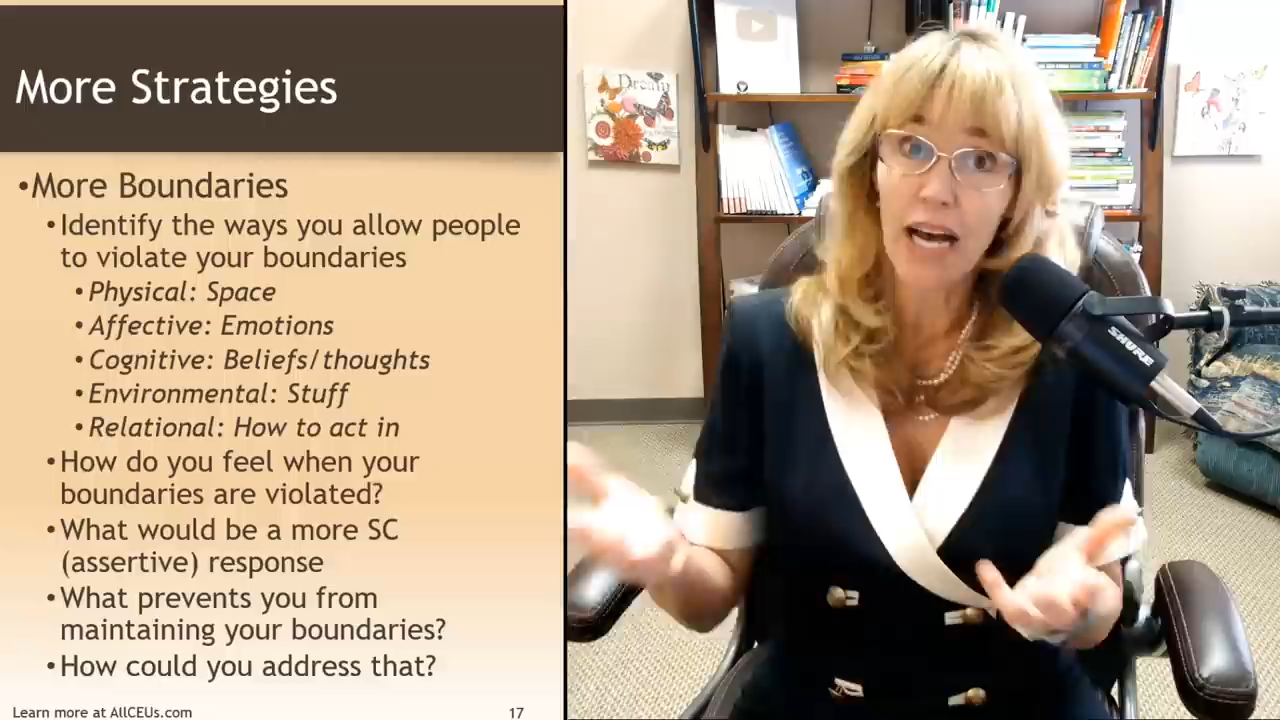 More Strategies
•More Boundaries
•Identify the ways you allow people
to violate your boundaries
•Physical: Space
•Affective: Emotions
•Cognitive: Beliefs/thoughts
•Environmental: Stuff
•Relational: How to act in
•How do you feel when your
boundaries are violated?
•What would be a more SC
(assertive) response
•What prevents you from
maintaining your boundaries?
•How could you address that?
Learn more at AllCEUs.com
17
Dream
SHURE